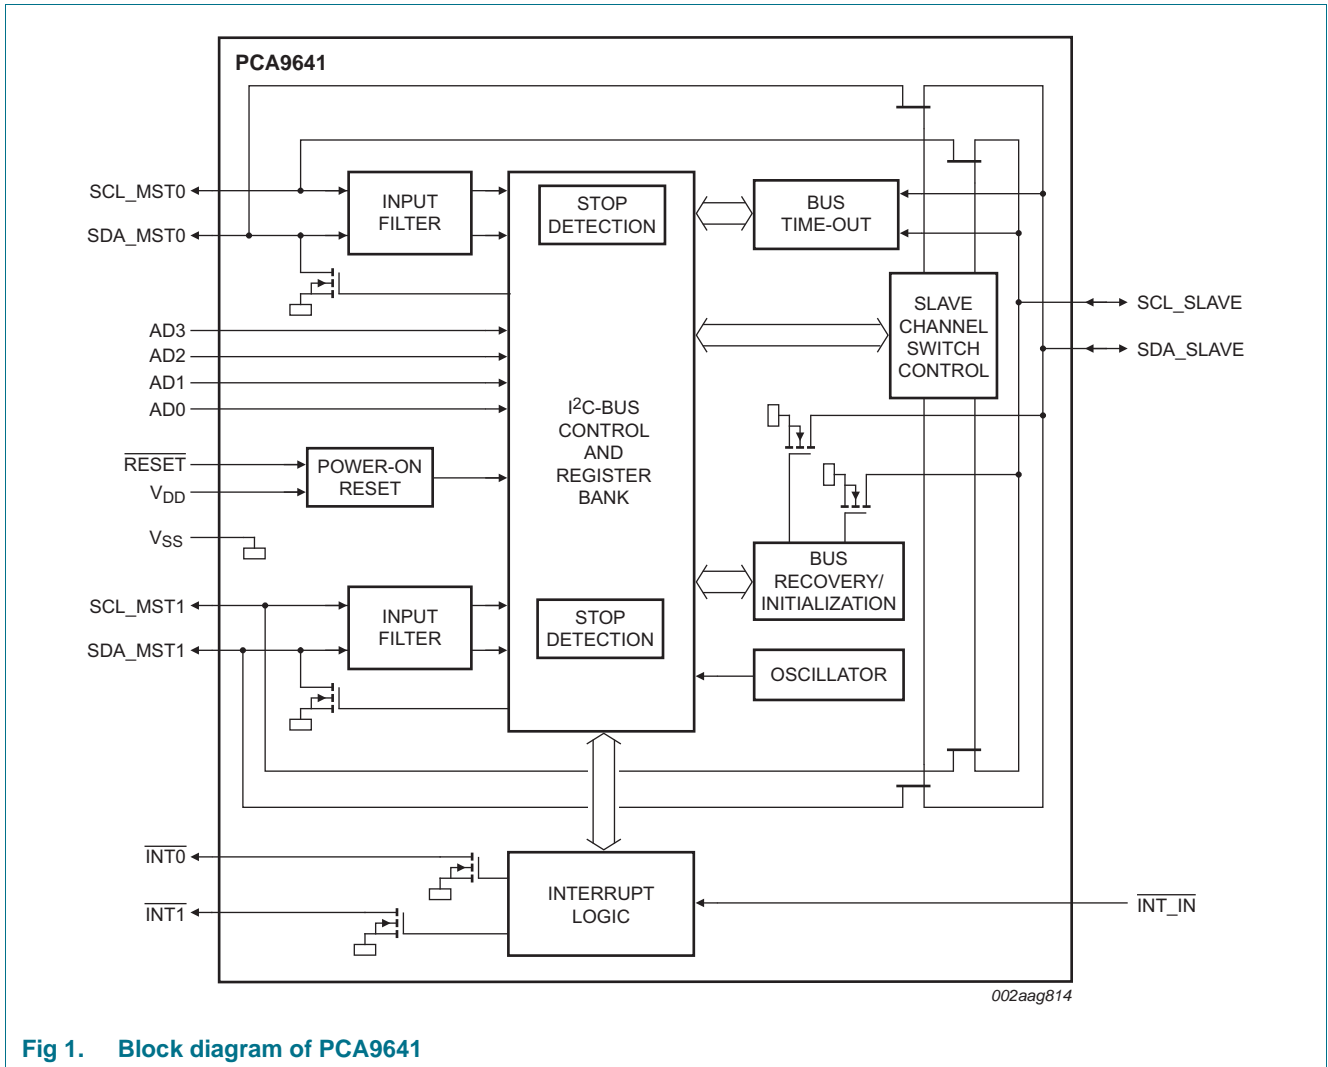 PCA9641
SCL_MST0
SDA_MST0
INPUT
FILTER
STOP
DETECTION
BUS
TIME-OUT
AD3
AD2
AD1
AD0
SLAVE
CHANNEL
SWITCH
CONTROL
SCL_SLAVE
SDA_SLAVE
I2C-BUS
CONTROL
AND
REGISTER
BANK
RESET
VDD
POWER-ON
RESET
VSS
BUS
RECOVERY/
INITIALIZATION
SCL_MST1
SDA_MST1
INPUT
FILTER
STOP
DETECTION
OSCILLATOR
INT0
INT1
INTERRUPT
LOGIC
INT_IN
002aag814
Fig 1. Block diagram of PCA9641